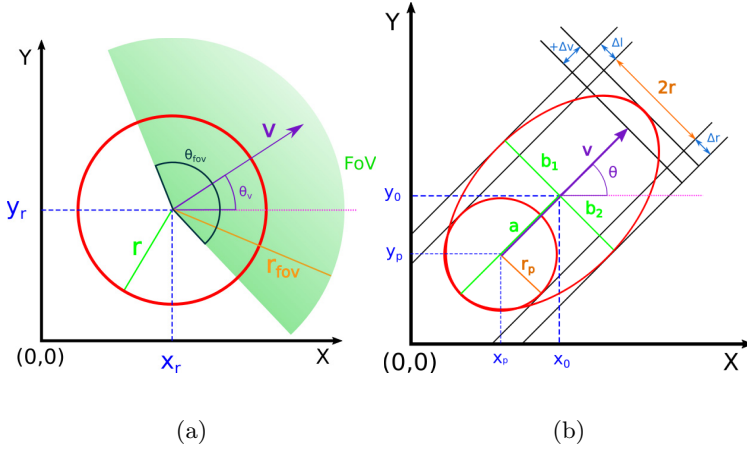 Y
v
θfov
θv
FoV
yr
r
rfov
(0,0)
xr
X
(a)
Y
+Δv
Δl
2r
Δr
v
b1
θ
y0
a
b2
yp
rp
(0,0)
xp
x0
X
(b)